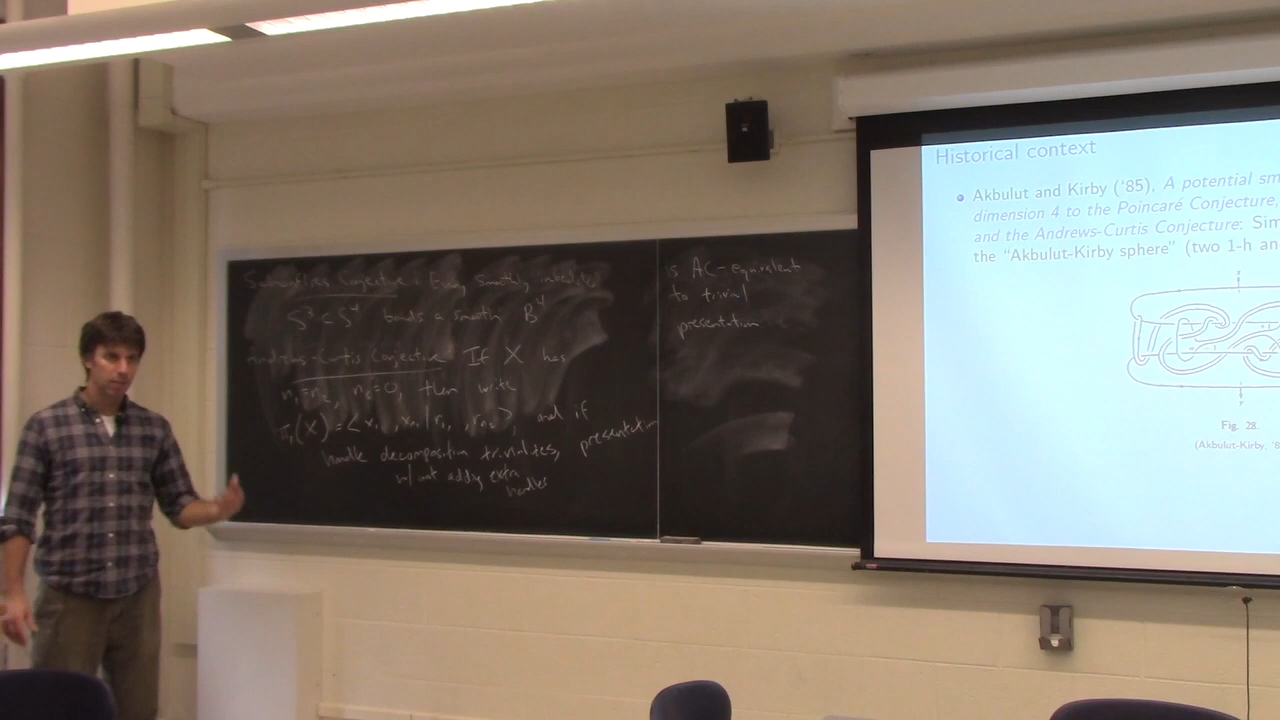 Schoenflies Conjecture : Every smoothly imbedded
S³ ⊂ S⁴ bounds a smooth B⁴
Andrews-Curtis Conjecture If X has
n₁=n₂, n₃=0, then write
π₁(X) = < x₁, , xₙ | r₁, , rₙ₂ >, and if
handle decomposition trivializes, presentation
w/out adding extra
handles
is AC-equivalent
to trivial
presentation
Historical context
Akbulut and Kirby ('85), A potential sm
dimension 4 to the Poincaré Conjecture,
and the Andrews-Curtis Conjecture: Sim
the "Akbulut-Kirby sphere" (two 1-h an
Fig. 28.
(Akbulut-Kirby, '8